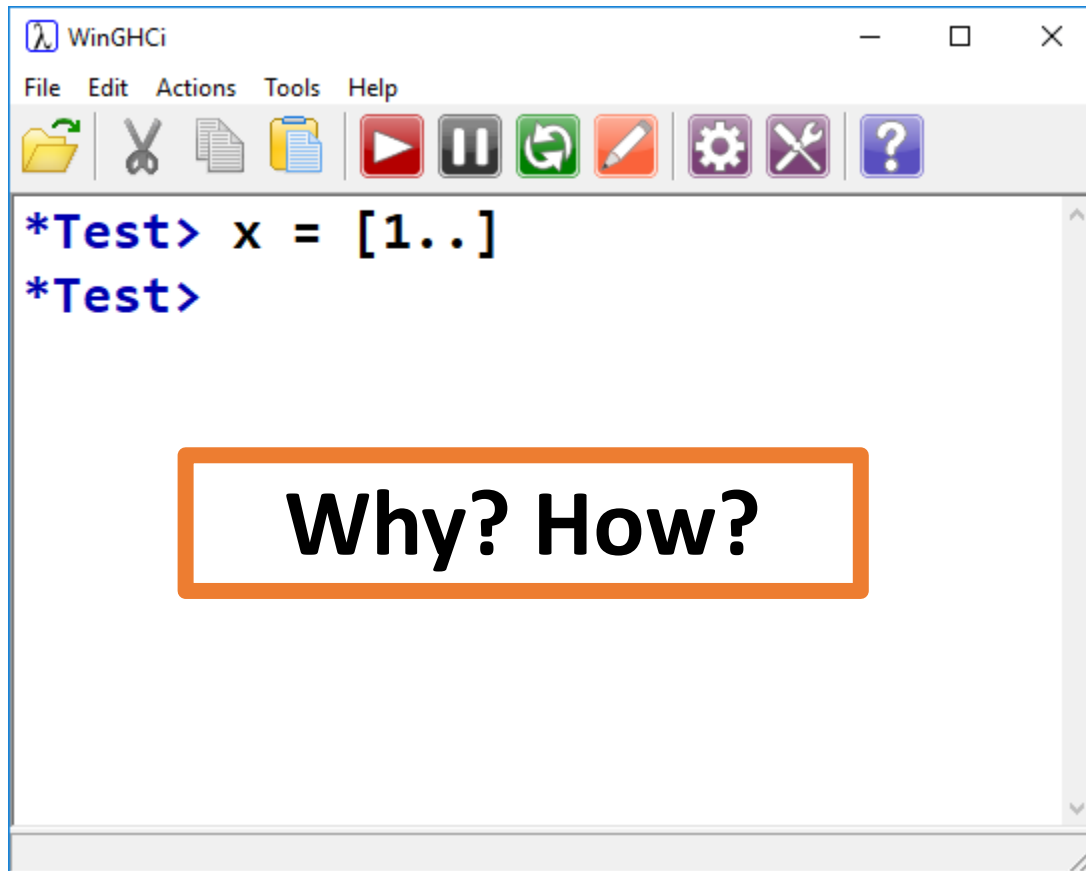 WinGHCi
File Edit Actions Tools Help
*Test> x = [1..]
*Test>
Why? How?